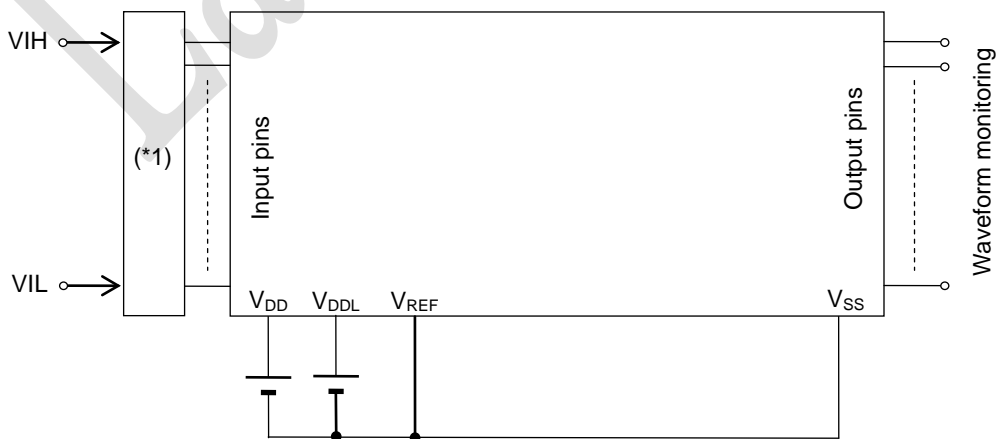 VIH
(*1)
VIL
Input pins
Output pins
Waveform monitoring
VDD
VDDL
VREF
VSS